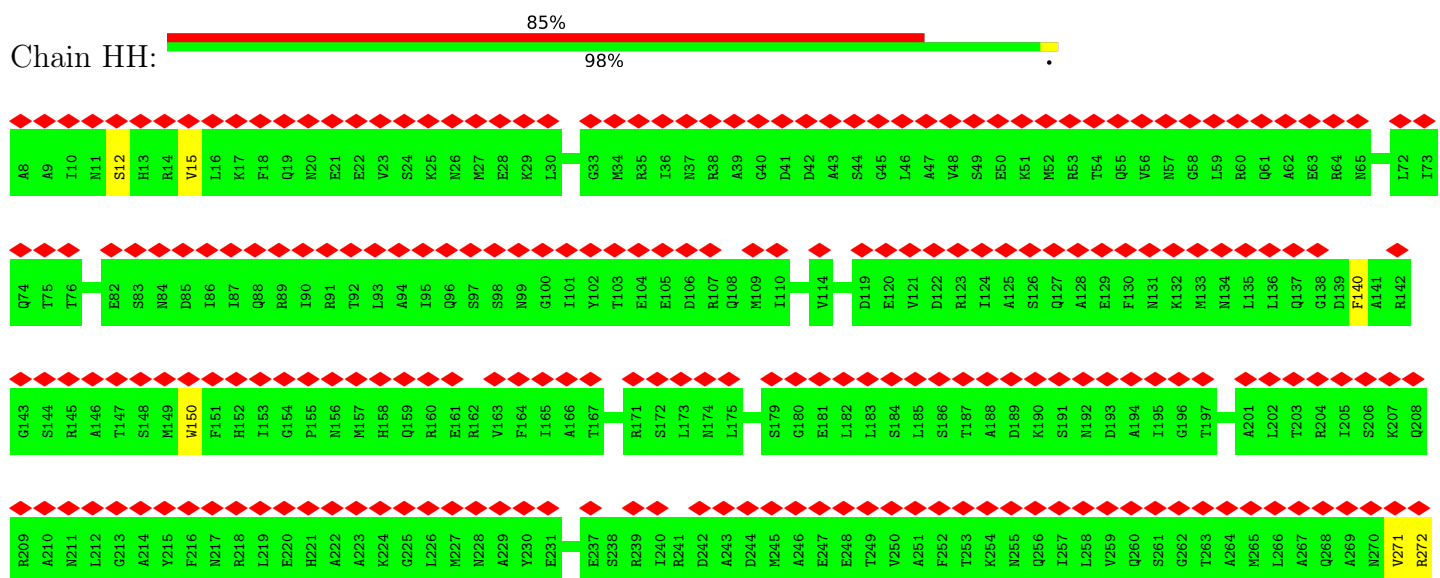 85%
Chain HH:
98%
•
A8 A9 I10 N11 S12 H13 R14 V15 L16 K17 F18 Q19 N20 E21 E22 V23 S24 K25 N26 M27 E28 K29 L30 G33 M34 R35 I36 N37 R38 A39 G40 D41 D42 A43 S44 G45 L46 A47 V48 S49 E50 K51 M52 R53 T54 Q55 V56 N57 G58 L59 R60 Q61 A62 E63 R64 N65 L72 I73
Q74 T75 T76 E82 S83 N84 D85 I86 I87 Q88 R89 I90 R91 T92 L93 A94 I95 Q96 S97 S98 N99 G100 I101 Y102 T103 E104 E105 D106 R107 Q108 M109 I110 V114 D119 E120 V121 D122 R123 I124 A125 S126 Q127 A128 E129 F130 N131 K132 M133 N134 L135 L136 Q137 G138 D139 F140 A141 R142
G143 S144 R145 A146 T147 S148 M149 W150 F151 H152 I153 G154 P155 N156 M157 H158 Q159 R160 E161 R162 V163 F164 I165 A166 T167 R171 S172 L173 N174 L175 S179 G180 E181 L182 L183 S184 L185 S186 T187 A188 D189 K190 S191 N192 D193 A194 I195 G196 T197 A201 L202 T203 R204 I205 S206 K207 Q208
R209 A210 N211 L212 G213 A214 Y215 F216 N217 R218 L219 E220 H221 A222 A223 K224 G225 L226 M227 N228 A229 Y230 E231 E237 S238 R239 I240 R241 D242 A243 D244 M245 A246 E247 E248 T249 V250 A251 F252 T253 K254 N255 Q256 I257 L258 V259 Q260 S261 G262 T263 A264 M265 L266 A267 Q268 A269 N270 V271 R272